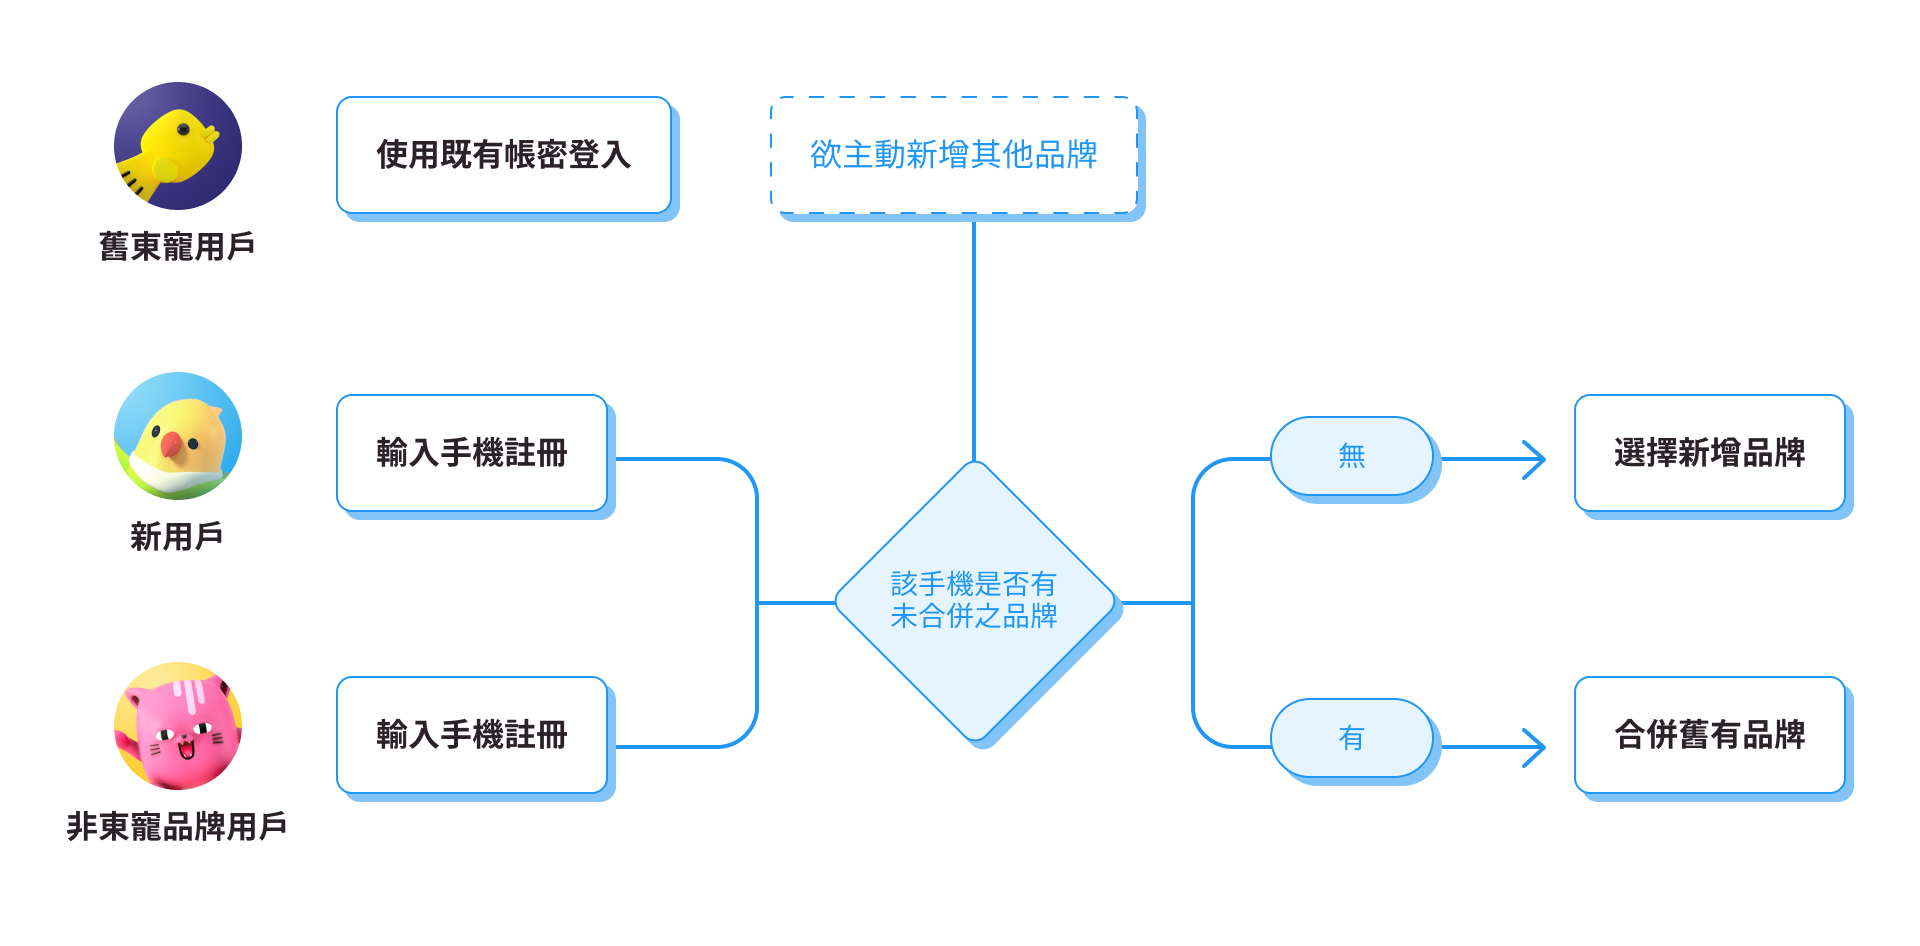 使用既有帳密登入
欲主動新增其他品牌
舊東寵用戶
輸入手機註冊
無
選擇新增品牌
新用戶
該手機是否有
未合併之品牌
輸入手機註冊
有
合併舊有品牌
非東寵品牌用戶